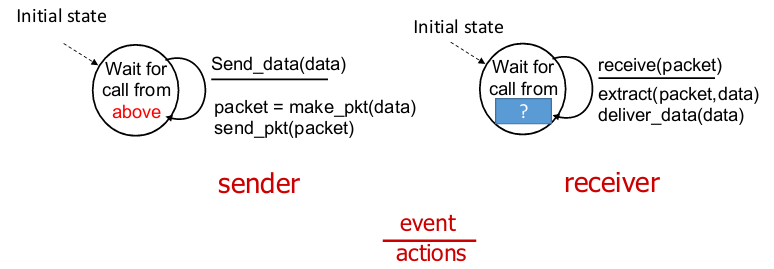 Initial state
Wait for
call from
above
Send_data(data)
packet = make_pkt(data)
send_pkt(packet)
sender
Initial state
Wait for
call from
?
receive(packet)
extract(packet,data)
deliver_data(data)
receiver
event
actions